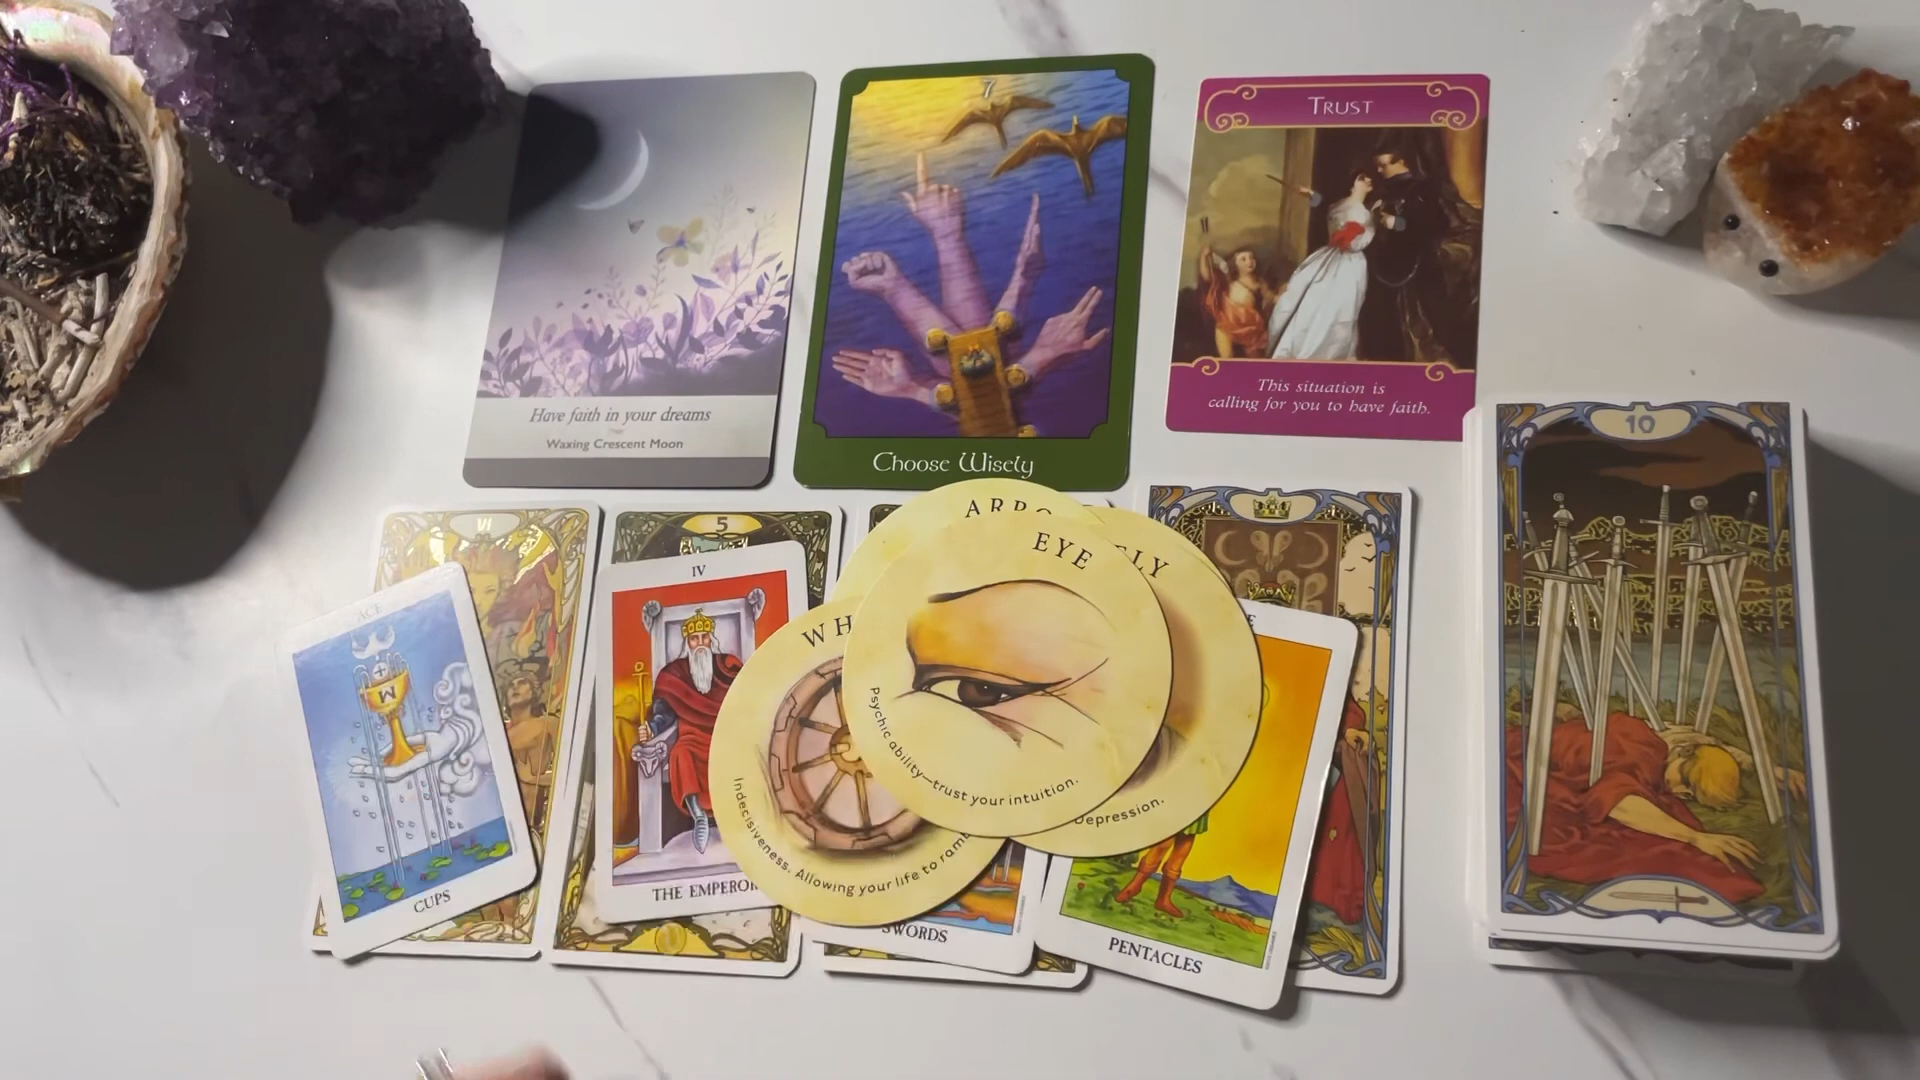 7
TRUST
Have faith in your dreams
Waxing Crescent Moon
Choose Wisely
This situation is
calling for you to have faith.
10
VI
5
ACE
CUPS
IV
THE EMPEROR
SWORDS
PENTACLES
EYE
Psychic ability—trust your intuition.
Depression.
Indecisiveness. Allowing your life to